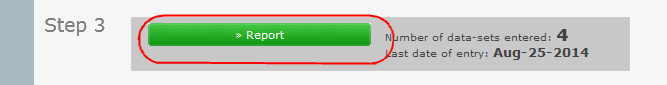 Step 3
» Report
Number of data-sets entered: 4
Last date of entry: Aug-25-2014